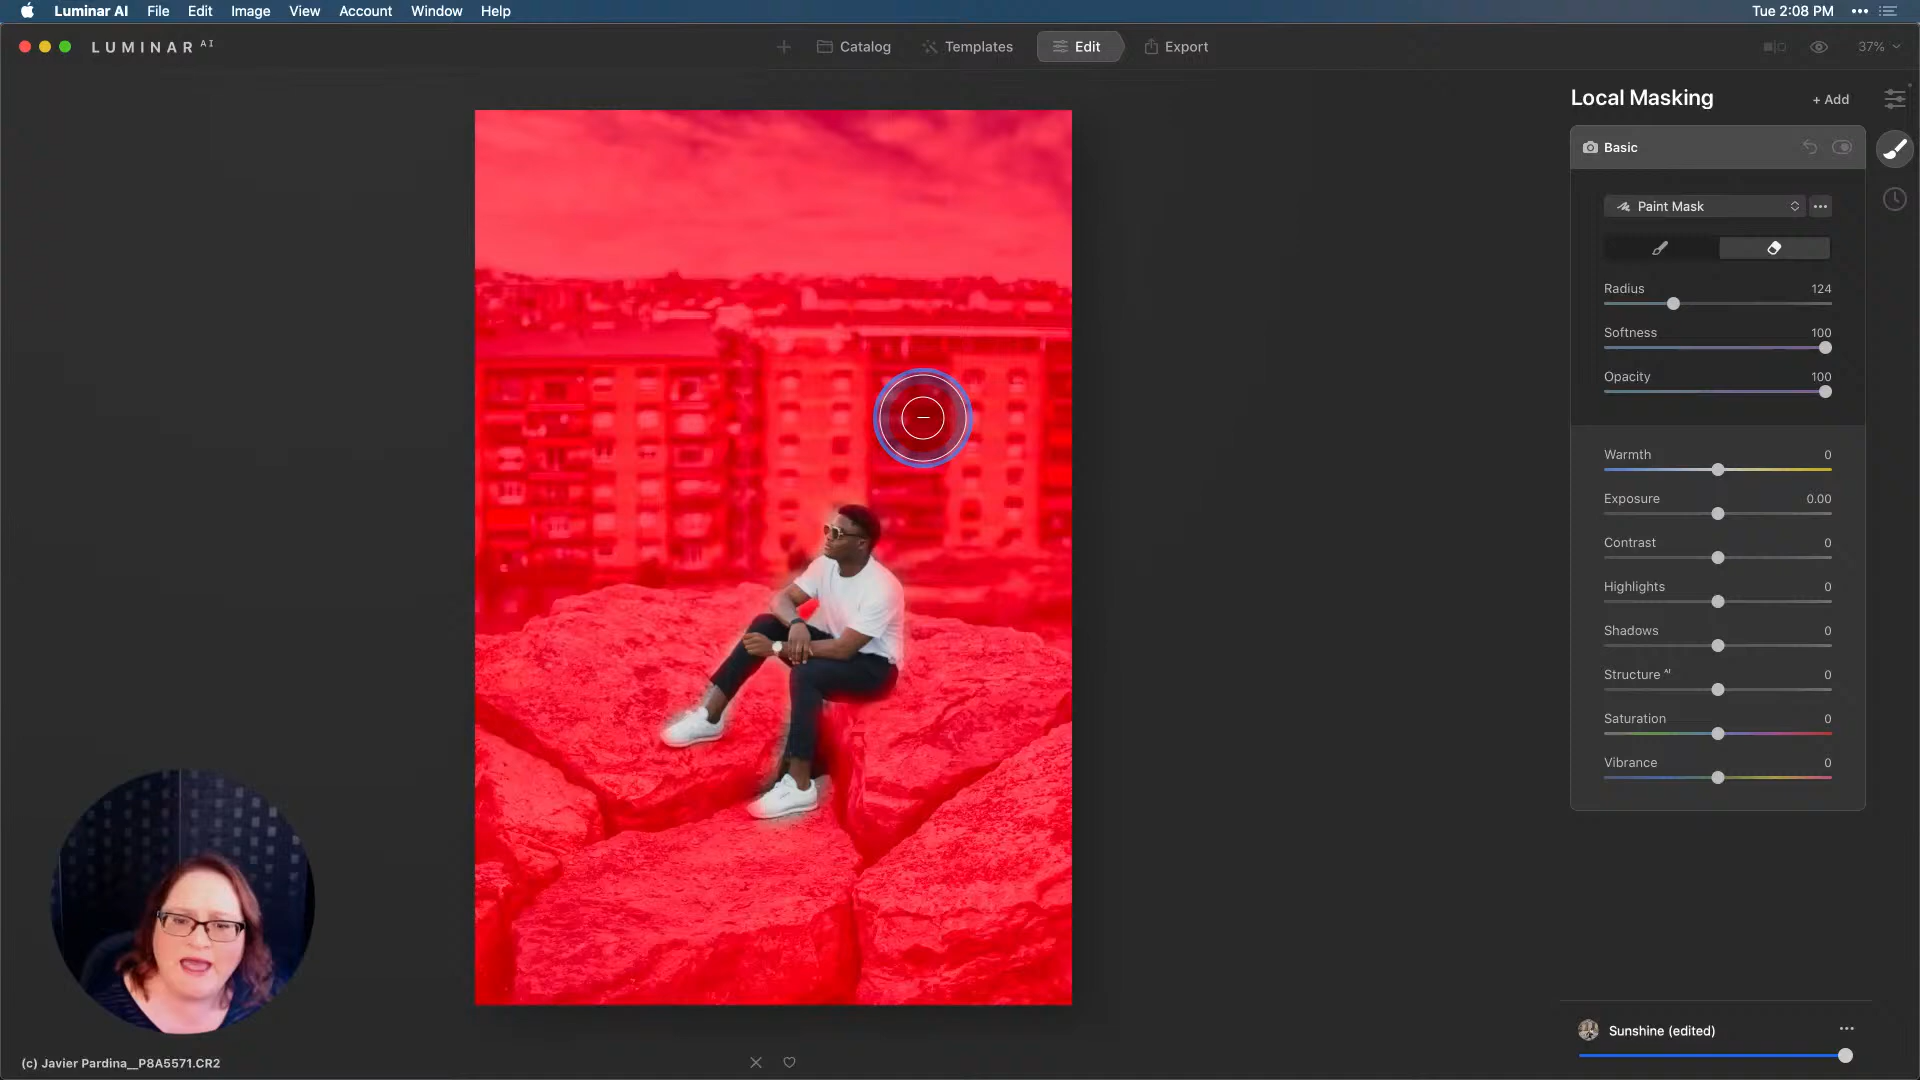 Luminar AI File Edit Image View Account Window Help Tue 2:08 PM
LUMINAR AI Catalog Templates Edit Export 37%
Local Masking + Add
Basic
Paint Mask
Radius 124
Softness 100
Opacity 100
Warmth 0
Exposure 0.00
Contrast 0
Highlights 0
Shadows 0
Structure AI 0
Saturation 0
Vibrance 0
Sunshine (edited)
(c) Javier Pardina__P8A5571.CR2